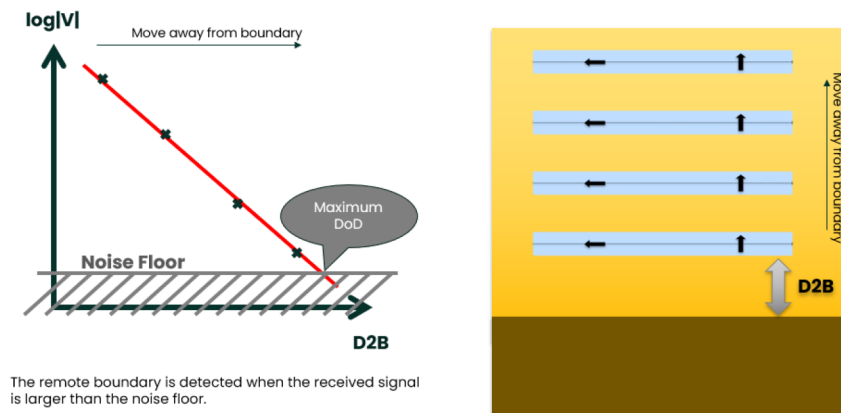 log|V|
Move away from boundary
Maximum
DoD
Noise Floor
D2B
The remote boundary is detected when the received signal
is larger than the noise floor.
Move away from boundary
D2B